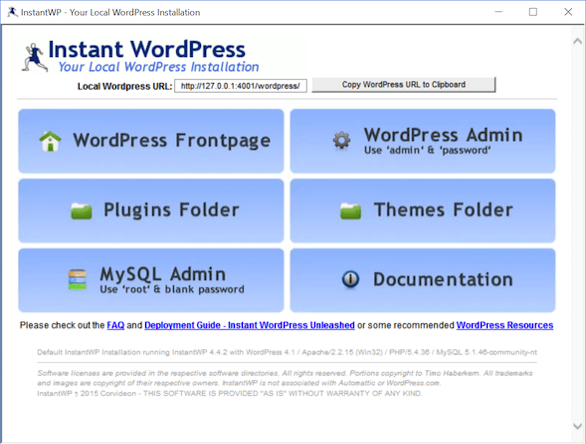 InstantWP - Your Local WordPress Installation
Instant WordPress
Your Local WordPress Installation
Local Wordpress URL: http://127.0.0.1:4001/wordpress/ Copy WordPress URL to Clipboard
WordPress Frontpage
WordPress Admin
Use 'admin' & 'password'
Plugins Folder
Themes Folder
MySQL Admin
Use 'root' & blank password
Documentation
Please check out the FAQ and Deployment Guide - Instant WordPress Unleashed or some recommended WordPress Resources
Default InstantWP Installation running InstantWP 4.4.2 with WordPress 4.1 / Apache/2.2.15 (Win32) / PHP/5.4.36 / MySQL 5.1.46-community-nt
Software licenses are provided in the respective software directories. All rights reserved. Portions copyright to Timo Haberkern. All trademarks
and images are copyright of their respective owners. InstantWP is not associated with Automattic or WordPress.com.
InstantWP ¶ 2015 Corvideon - THIS SOFTWARE IS PROVIDED "AS IS" WITHOUT WARRANTY OF ANY KIND.